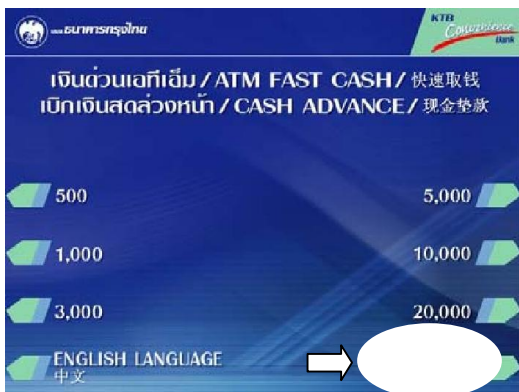 ธนาคารกรุงไทย
KTB
Convenience
Bank
เงินด่วนเอทีเอ็ม / ATM FAST CASH / 快速取钱
เบิกเงินสดล่วงหน้า / CASH ADVANCE / 现金垫款
500
5,000
1,000
10,000
3,000
20,000
ENGLISH LANGUAGE
中文